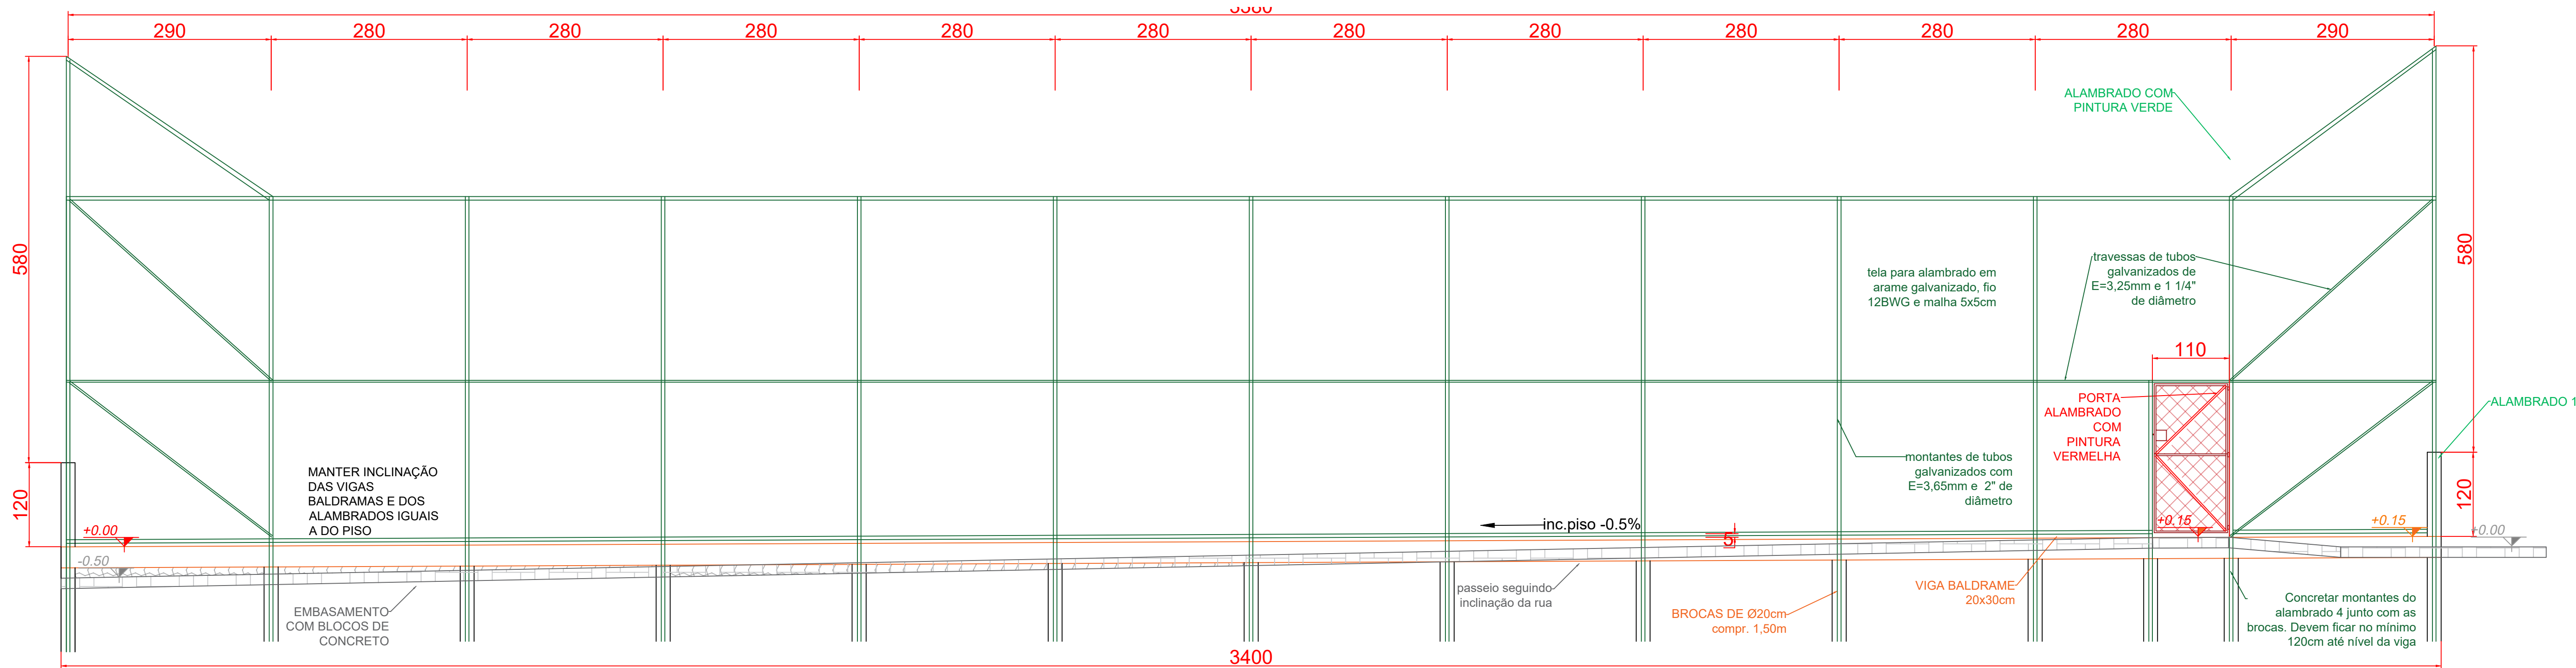 3380
290
280
280
280
280
280
280
280
280
280
280
290
ALAMBRADO COM
PINTURA VERDE
580
580
tela para alambrado em
arame galvanizado, fio
12BWG e malha 5x5cm
travessas de tubos
galvanizados de
E=3,25mm e 1 1/4"
de diâmetro
110
PORTA
ALAMBRADO
COM
PINTURA
VERMELHA
ALAMBRADO 1
montantes de tubos
galvanizados com
E=3,65mm e 2" de
diâmetro
MANTER INCLINAÇÃO
DAS VIGAS
BALDRAMAS E DOS
ALAMBRADOS IGUAIS
A DO PISO
120
120
+0.00
inc.piso -0.5%
5
+0.15
+0.15
+0.00
-0.50
EMBASAMENTO
COM BLOCOS DE
CONCRETO
passeio seguindo
inclinação da rua
BROCAS DE Ø20cm
compr. 1,50m
VIGA BALDRAME
20x30cm
Concretar montantes do
alambrado 4 junto com as
brocas. Devem ficar no mínimo
120cm até nível da viga
3400